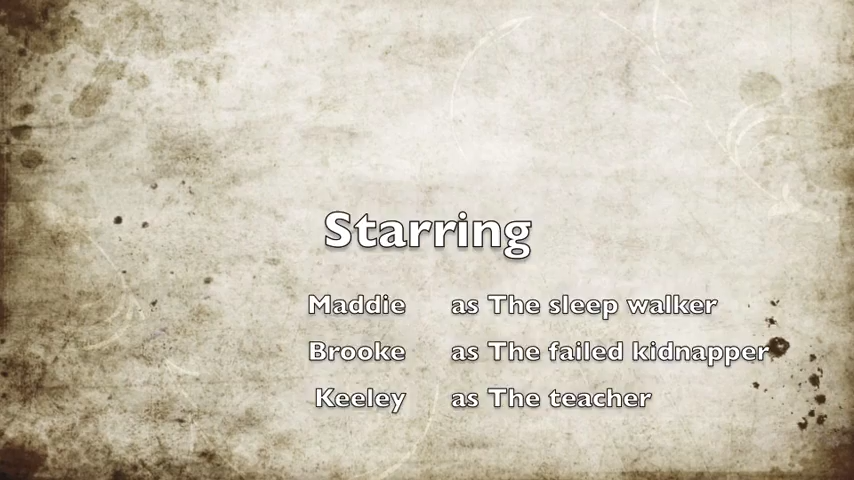 Starring
Maddie as The sleep walker
Brooke as The failed kidnapper
Keeley as The teacher